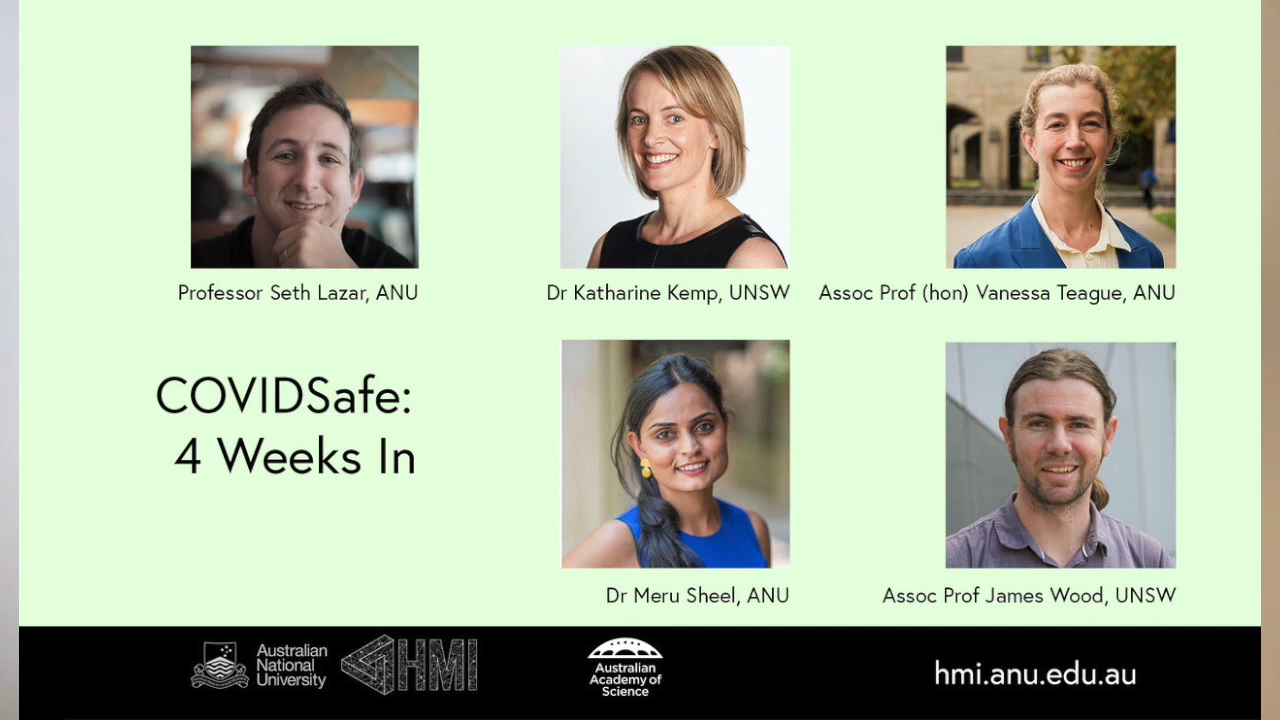 Professor Seth Lazar, ANU
Dr Katharine Kemp, UNSW
Assoc Prof (hon) Vanessa Teague, ANU
COVIDSafe:
4 Weeks In
Dr Meru Sheel, ANU
Assoc Prof James Wood, UNSW
Australian
National
University
HMI
Australian
Academy of
Science
hmi.anu.edu.au